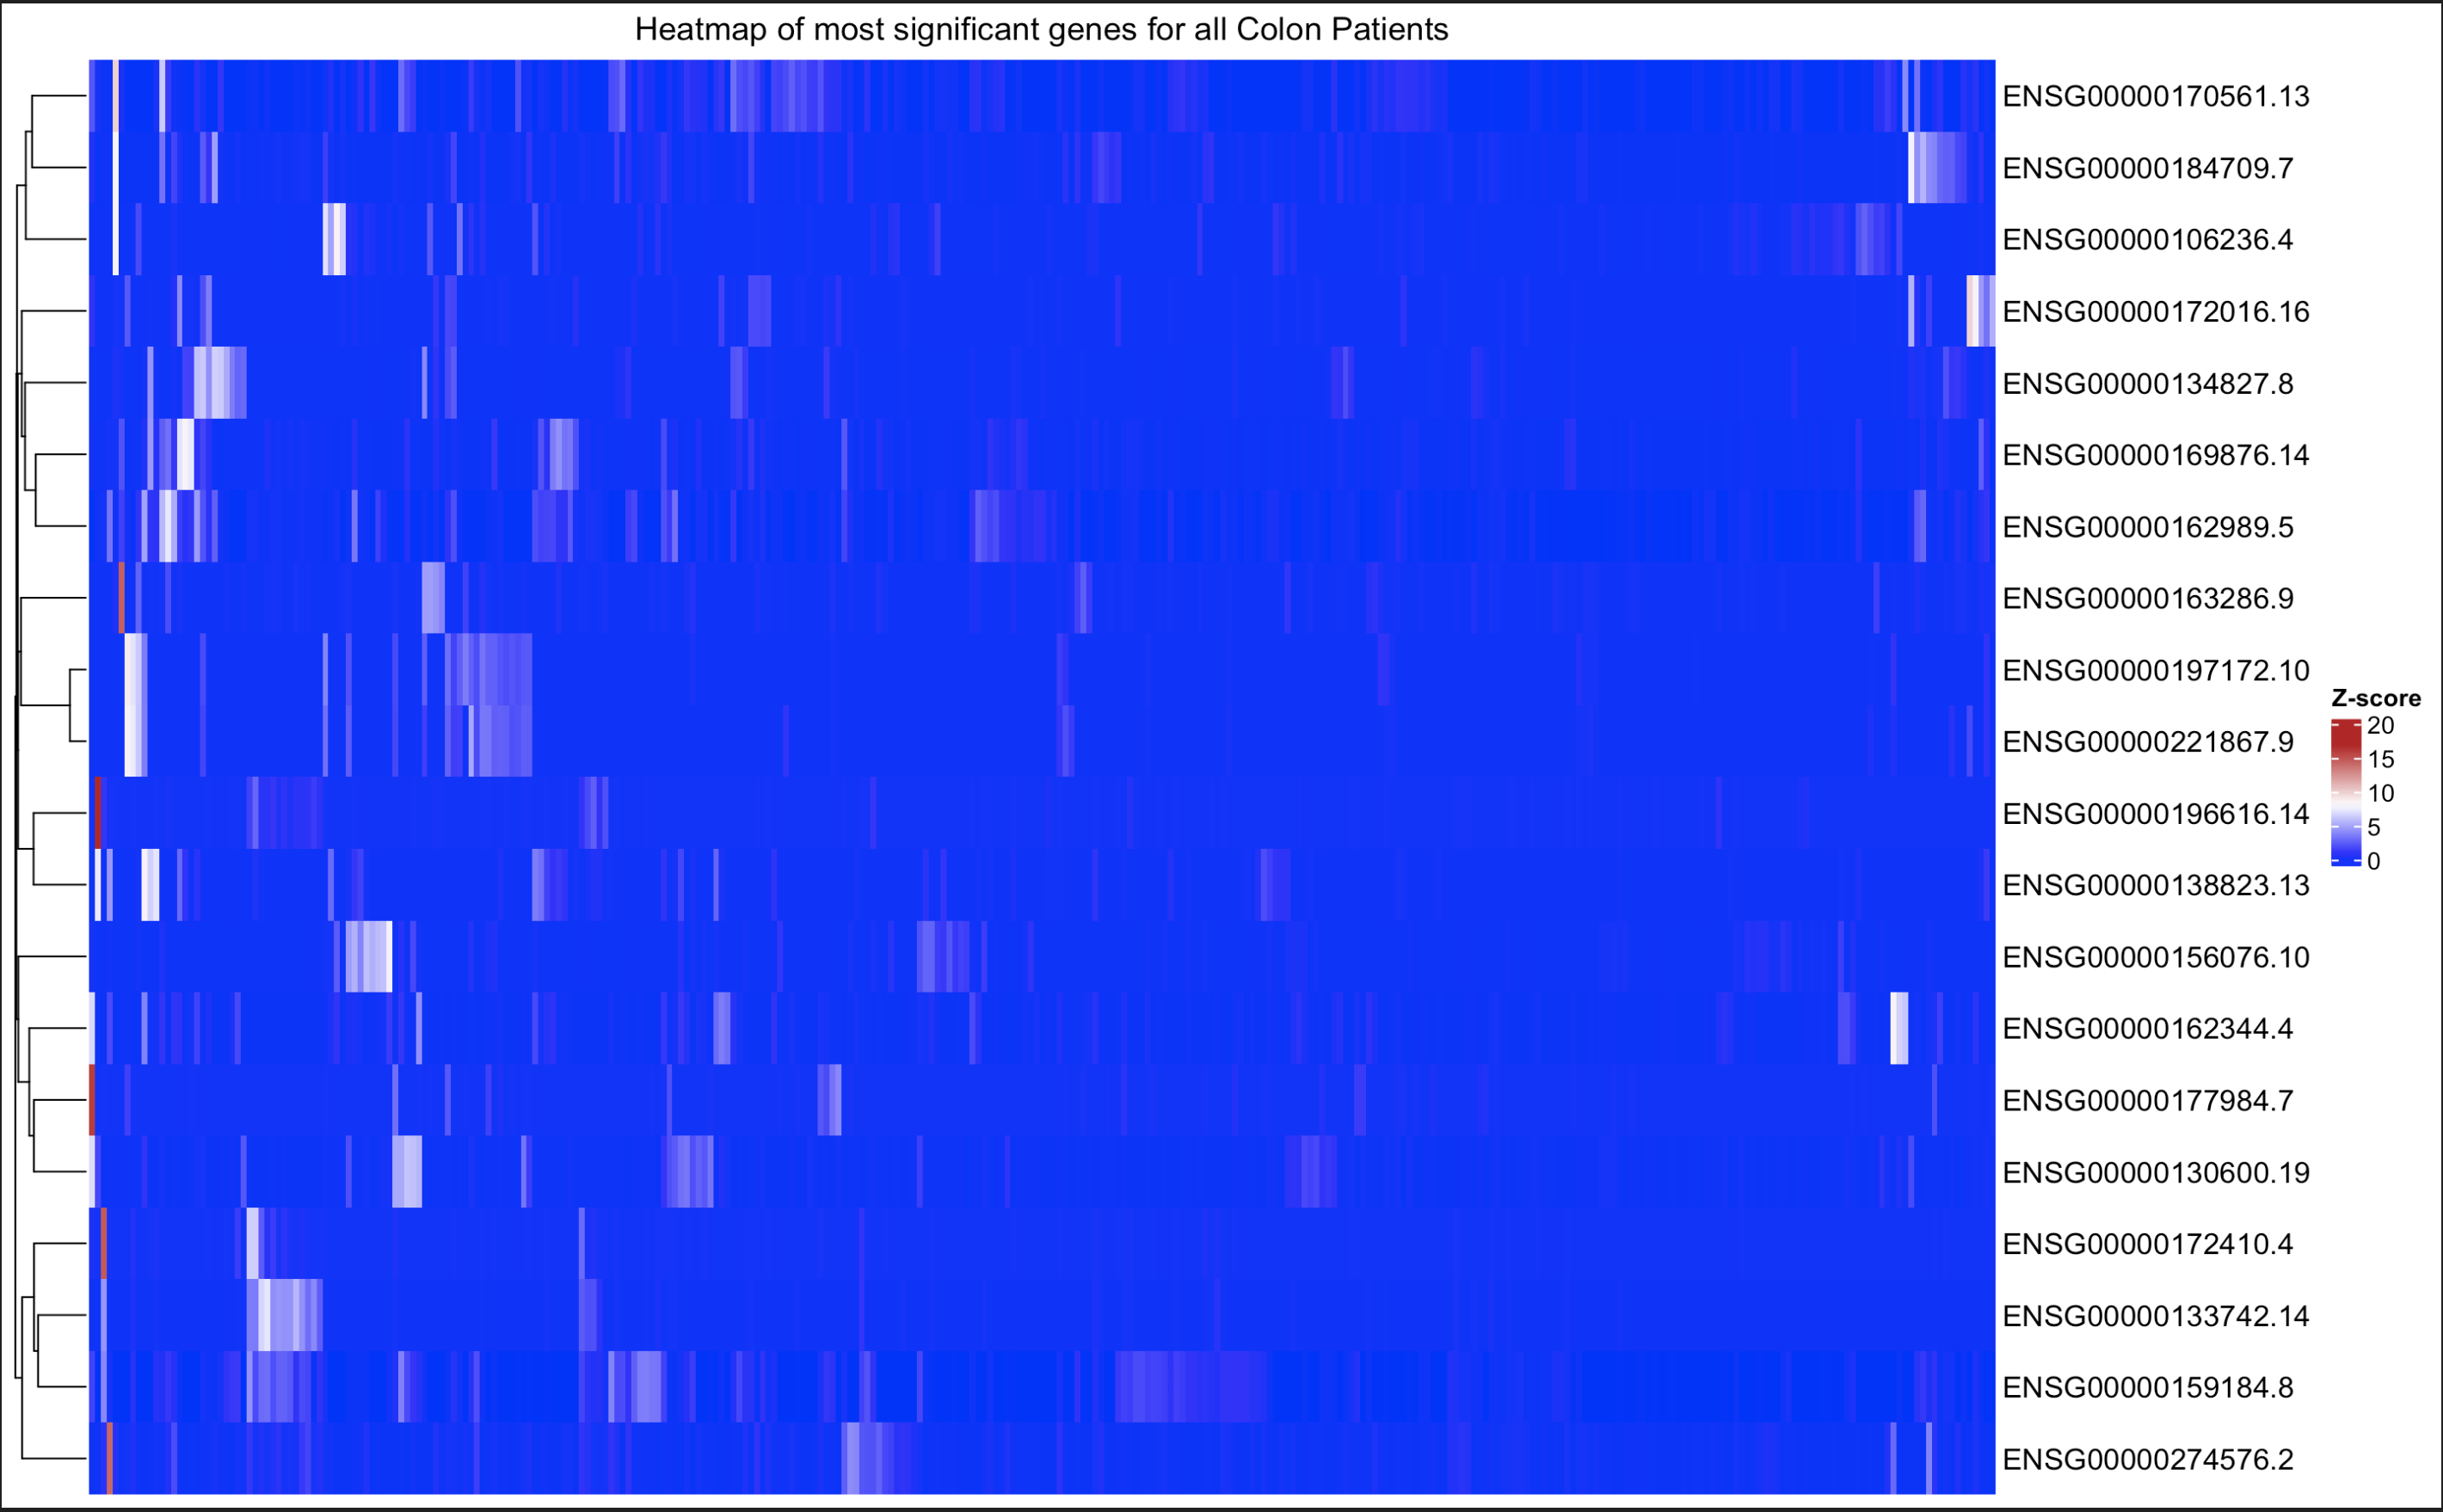 Heatmap of most significant genes for all Colon Patients
ENSG00000170561.13
ENSG00000184709.7
ENSG00000106236.4
ENSG00000172016.16
ENSG00000134827.8
ENSG00000169876.14
ENSG00000162989.5
ENSG00000163286.9
ENSG00000197172.10
ENSG00000221867.9
ENSG00000196616.14
ENSG00000138823.13
ENSG00000156076.10
ENSG00000162344.4
ENSG00000177984.7
ENSG00000130600.19
ENSG00000172410.4
ENSG00000133742.14
ENSG00000159184.8
ENSG00000274576.2
Z-score
20
15
10
5
0